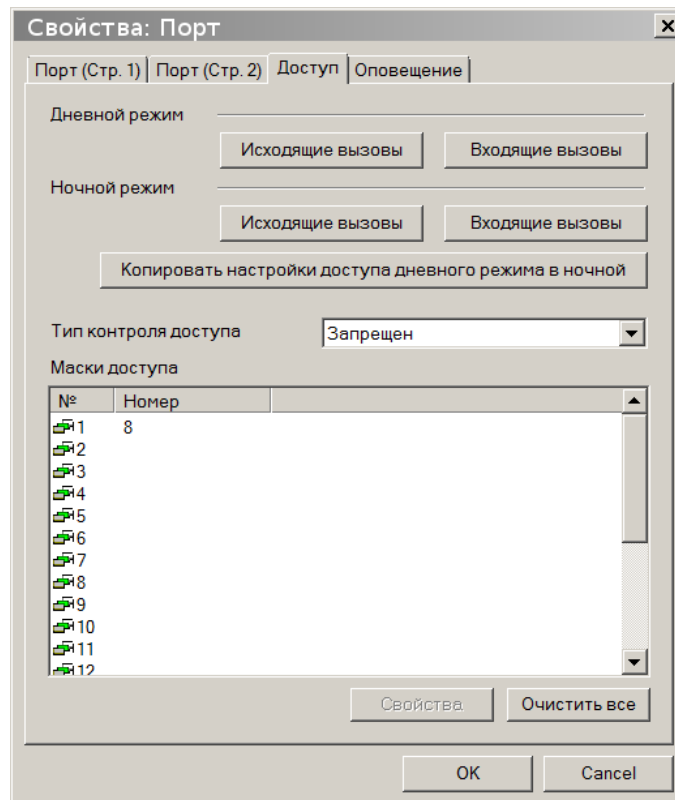 Свойства: Порт
Порт (Стр. 1) Порт (Стр. 2) Доступ Оповещение
Дневной режим
Исходящие вызовы Входящие вызовы
Ночной режим
Исходящие вызовы Входящие вызовы
Копировать настройки доступа дневного режима в ночной
Тип контроля доступа Запрещен
Маски доступа
№ Номер
1 8
2
3
4
5
6
7
8
9
10
11
12
Свойства Очистить все
OK Cancel